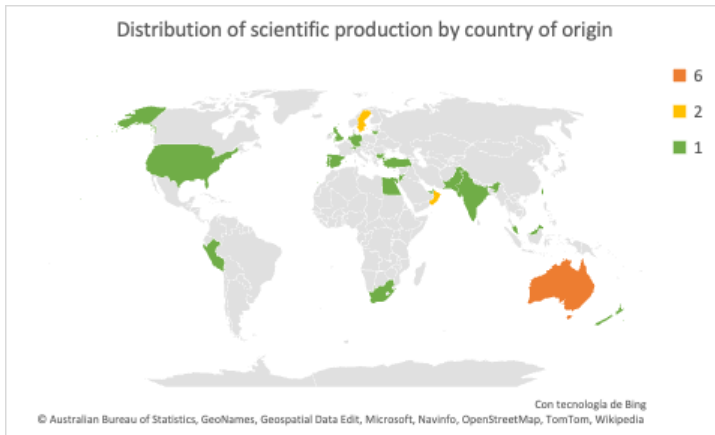 Distribution of scientific production by country of origin
6
2
1
Con tecnología de Bing
© Australian Bureau of Statistics, GeoNames, Geospatial Data Edit, Microsoft, Navinfo, OpenStreetMap, TomTom, Wikipedia